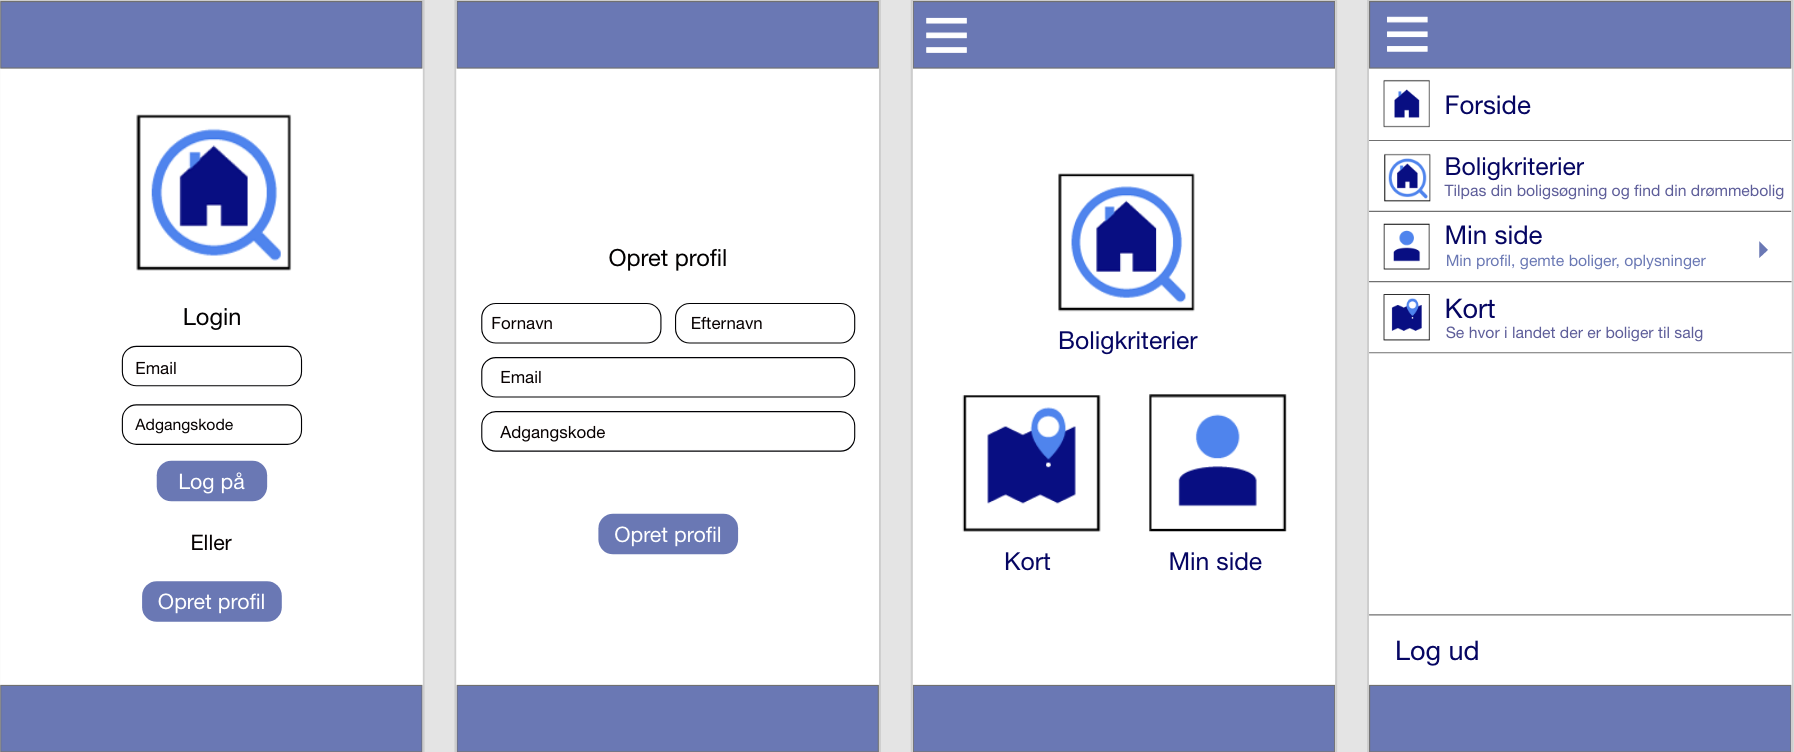 Login
Email
Adgangskode
Log på
Eller
Opret profil
Opret profil
Fornavn
Efternavn
Email
Adgangskode
Opret profil
Boligkriterier
Kort
Min side
Forside
Boligkriterier
Tilpas din boligsøgning og find din drømmebolig
Min side
Min profil, gemte boliger, oplysninger
Kort
Se hvor i landet der er boliger til salg
Log ud